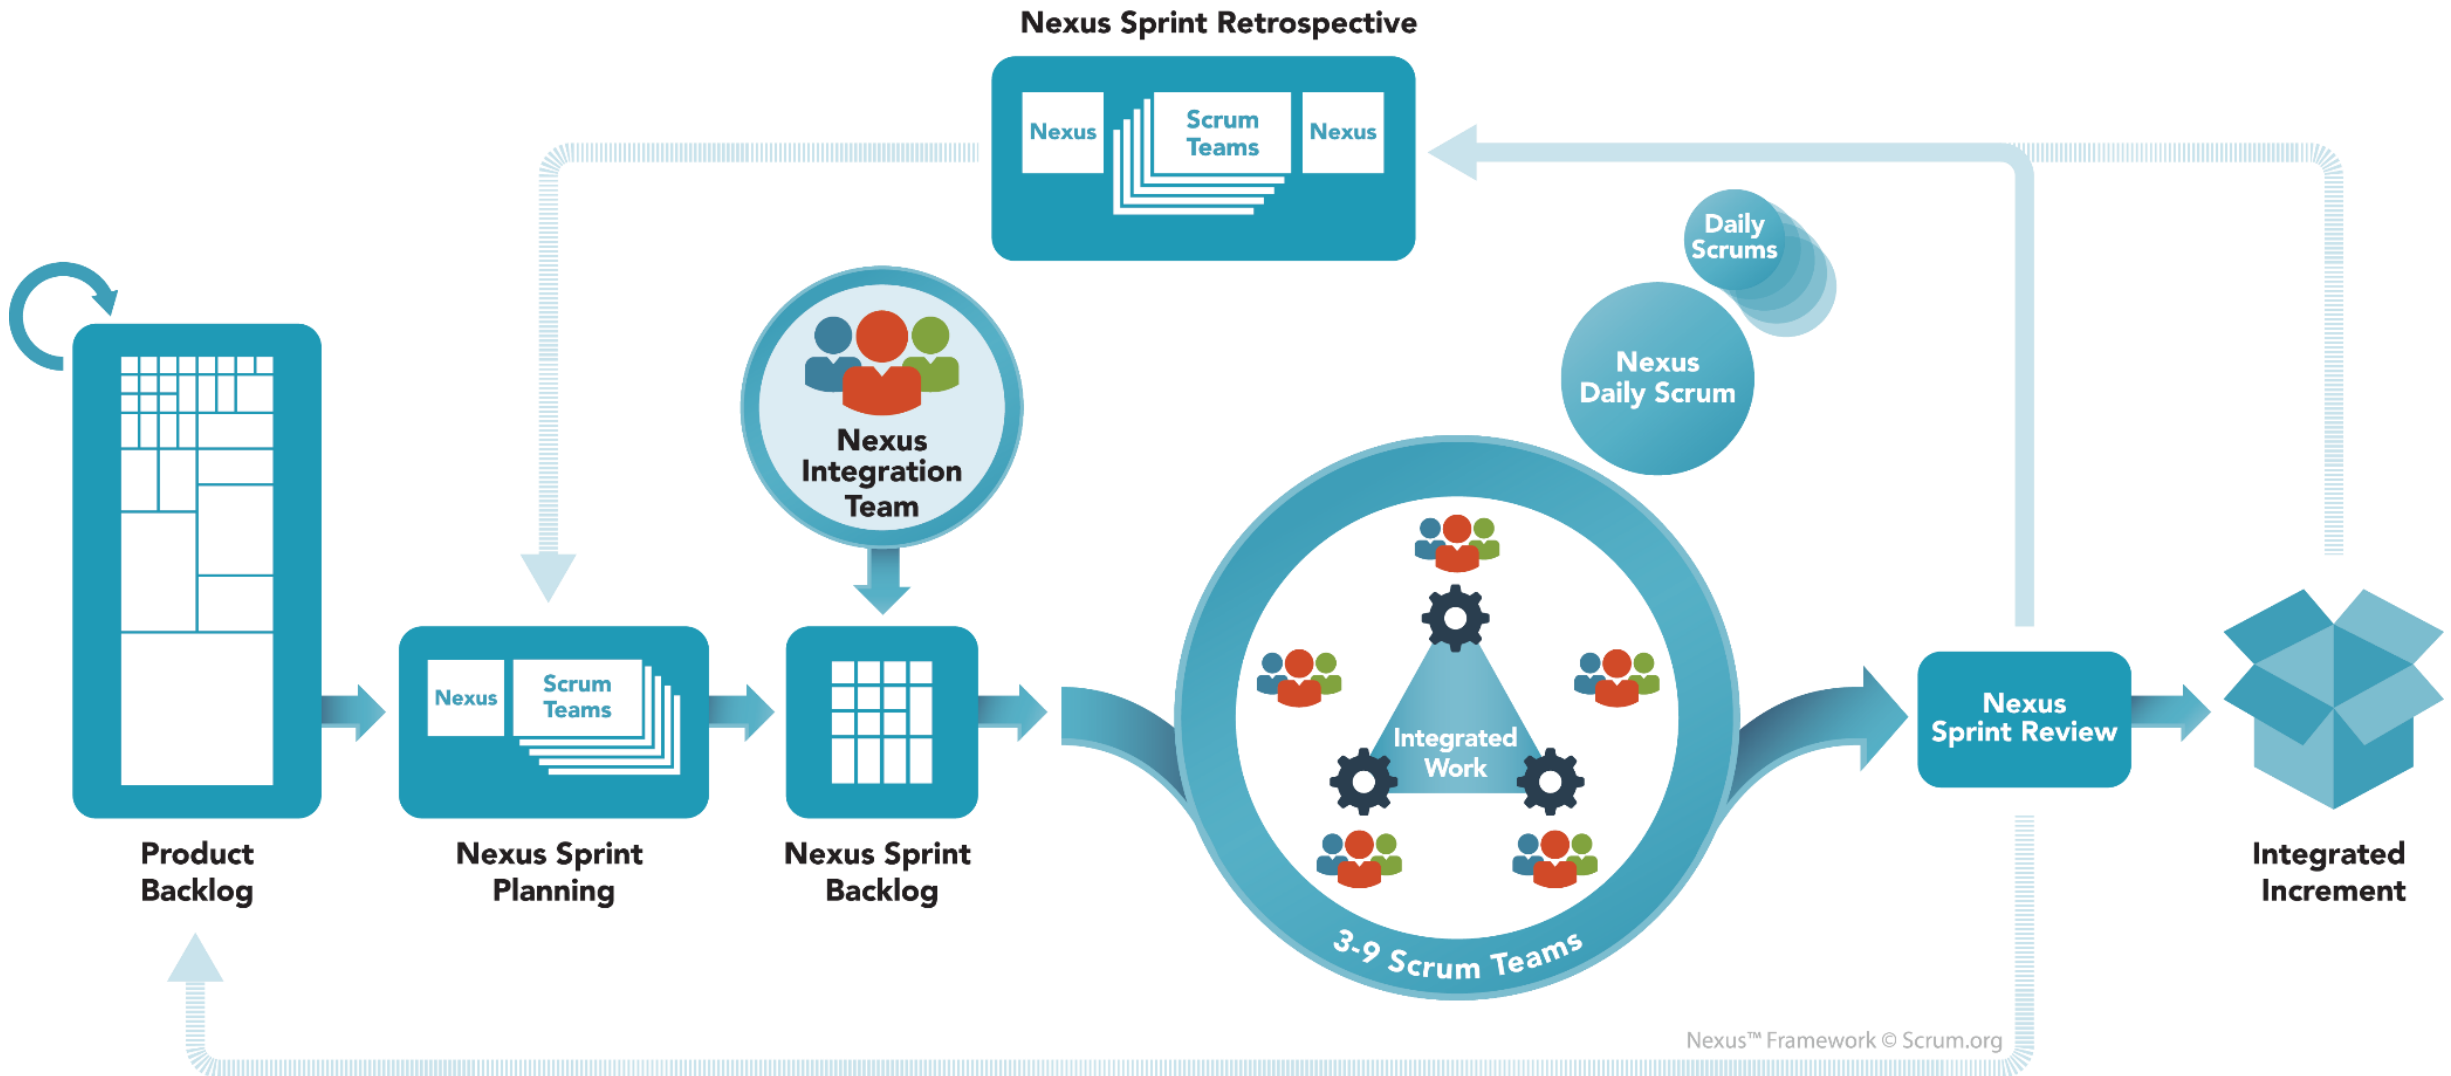 Nexus Sprint Retrospective
Nexus
Scrum
Teams
Nexus
Daily
Scrums
Nexus
Daily Scrum
Nexus
Integration
Team
Nexus
Scrum
Teams
Integrated
Work
3-9 Scrum Teams
Nexus
Sprint Review
Product
Backlog
Nexus Sprint
Planning
Nexus Sprint
Backlog
Integrated
Increment
Nexus™ Framework © Scrum.org